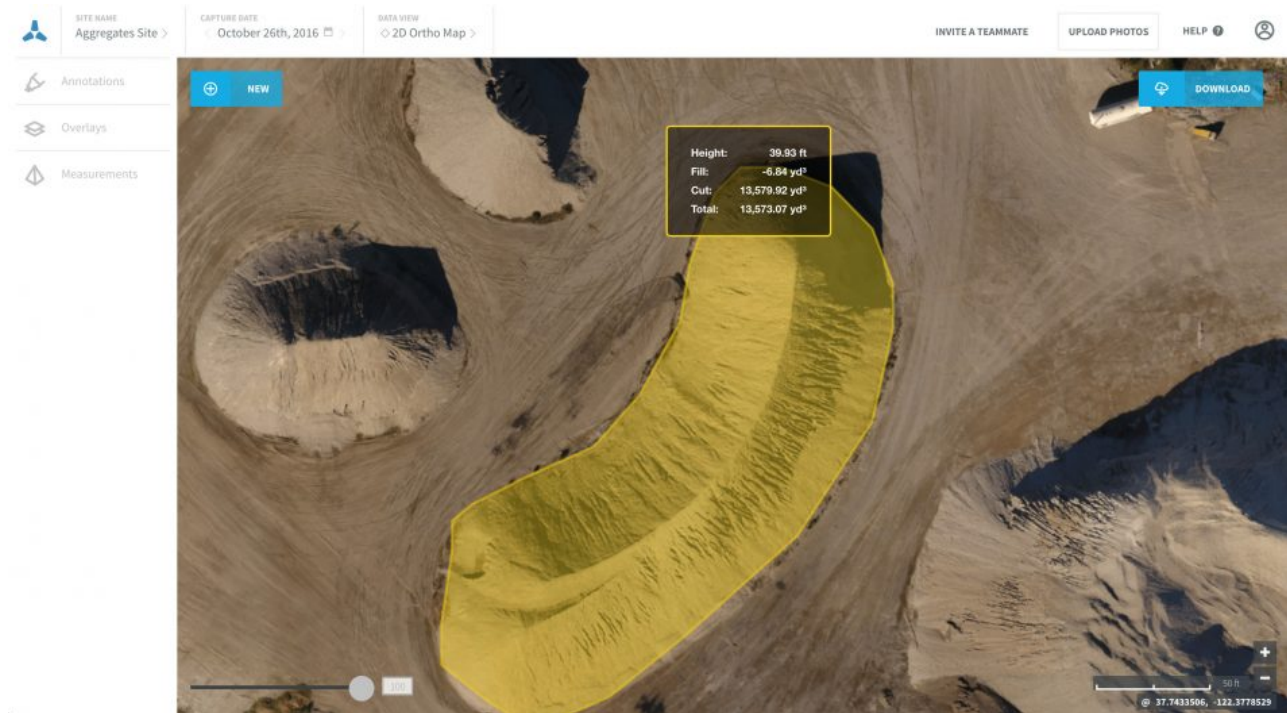 SITE NAME
Aggregates Site >
CAPTURE DATE
October 26th, 2016
DATA VIEW
2D Ortho Map >
INVITE A TEAMMATE
UPLOAD PHOTOS
HELP ?
Annotations
Overlays
Measurements
NEW
DOWNLOAD
Height: 39.93 ft
Fill: -6.84 yd³
Cut: 13,579.92 yd³
Total: 13,573.07 yd³
100
+
−
50 ft
@ 37.7433506, -122.3778529